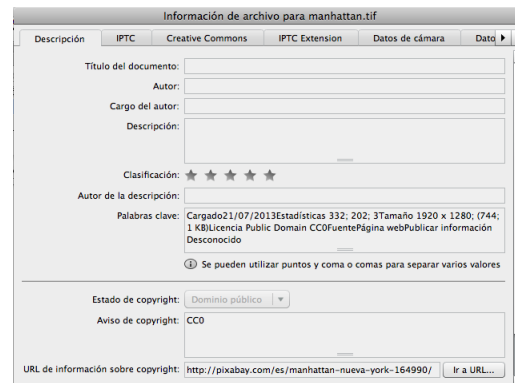 Información de archivo para manhattan.tif
Descripción IPTC Creative Commons IPTC Extension Datos de cámara Dato
Título del documento:
Autor:
Cargo del autor:
Descripción:
Clasificación:
Autor de la descripción:
Palabras clave: Cargado21/07/2013Estadísticas 332; 202; 3Tamaño 1920 x 1280; (744;
1 KB)Licencia Public Domain CC0FuentePágina webPublicar información
Desconocido
Se pueden utilizar puntos y coma o comas para separar varios valores
Estado de copyright: Dominio público
Aviso de copyright: CC0
URL de información sobre copyright: http://pixabay.com/es/manhattan-nueva-york-164990/ Ir a URL...